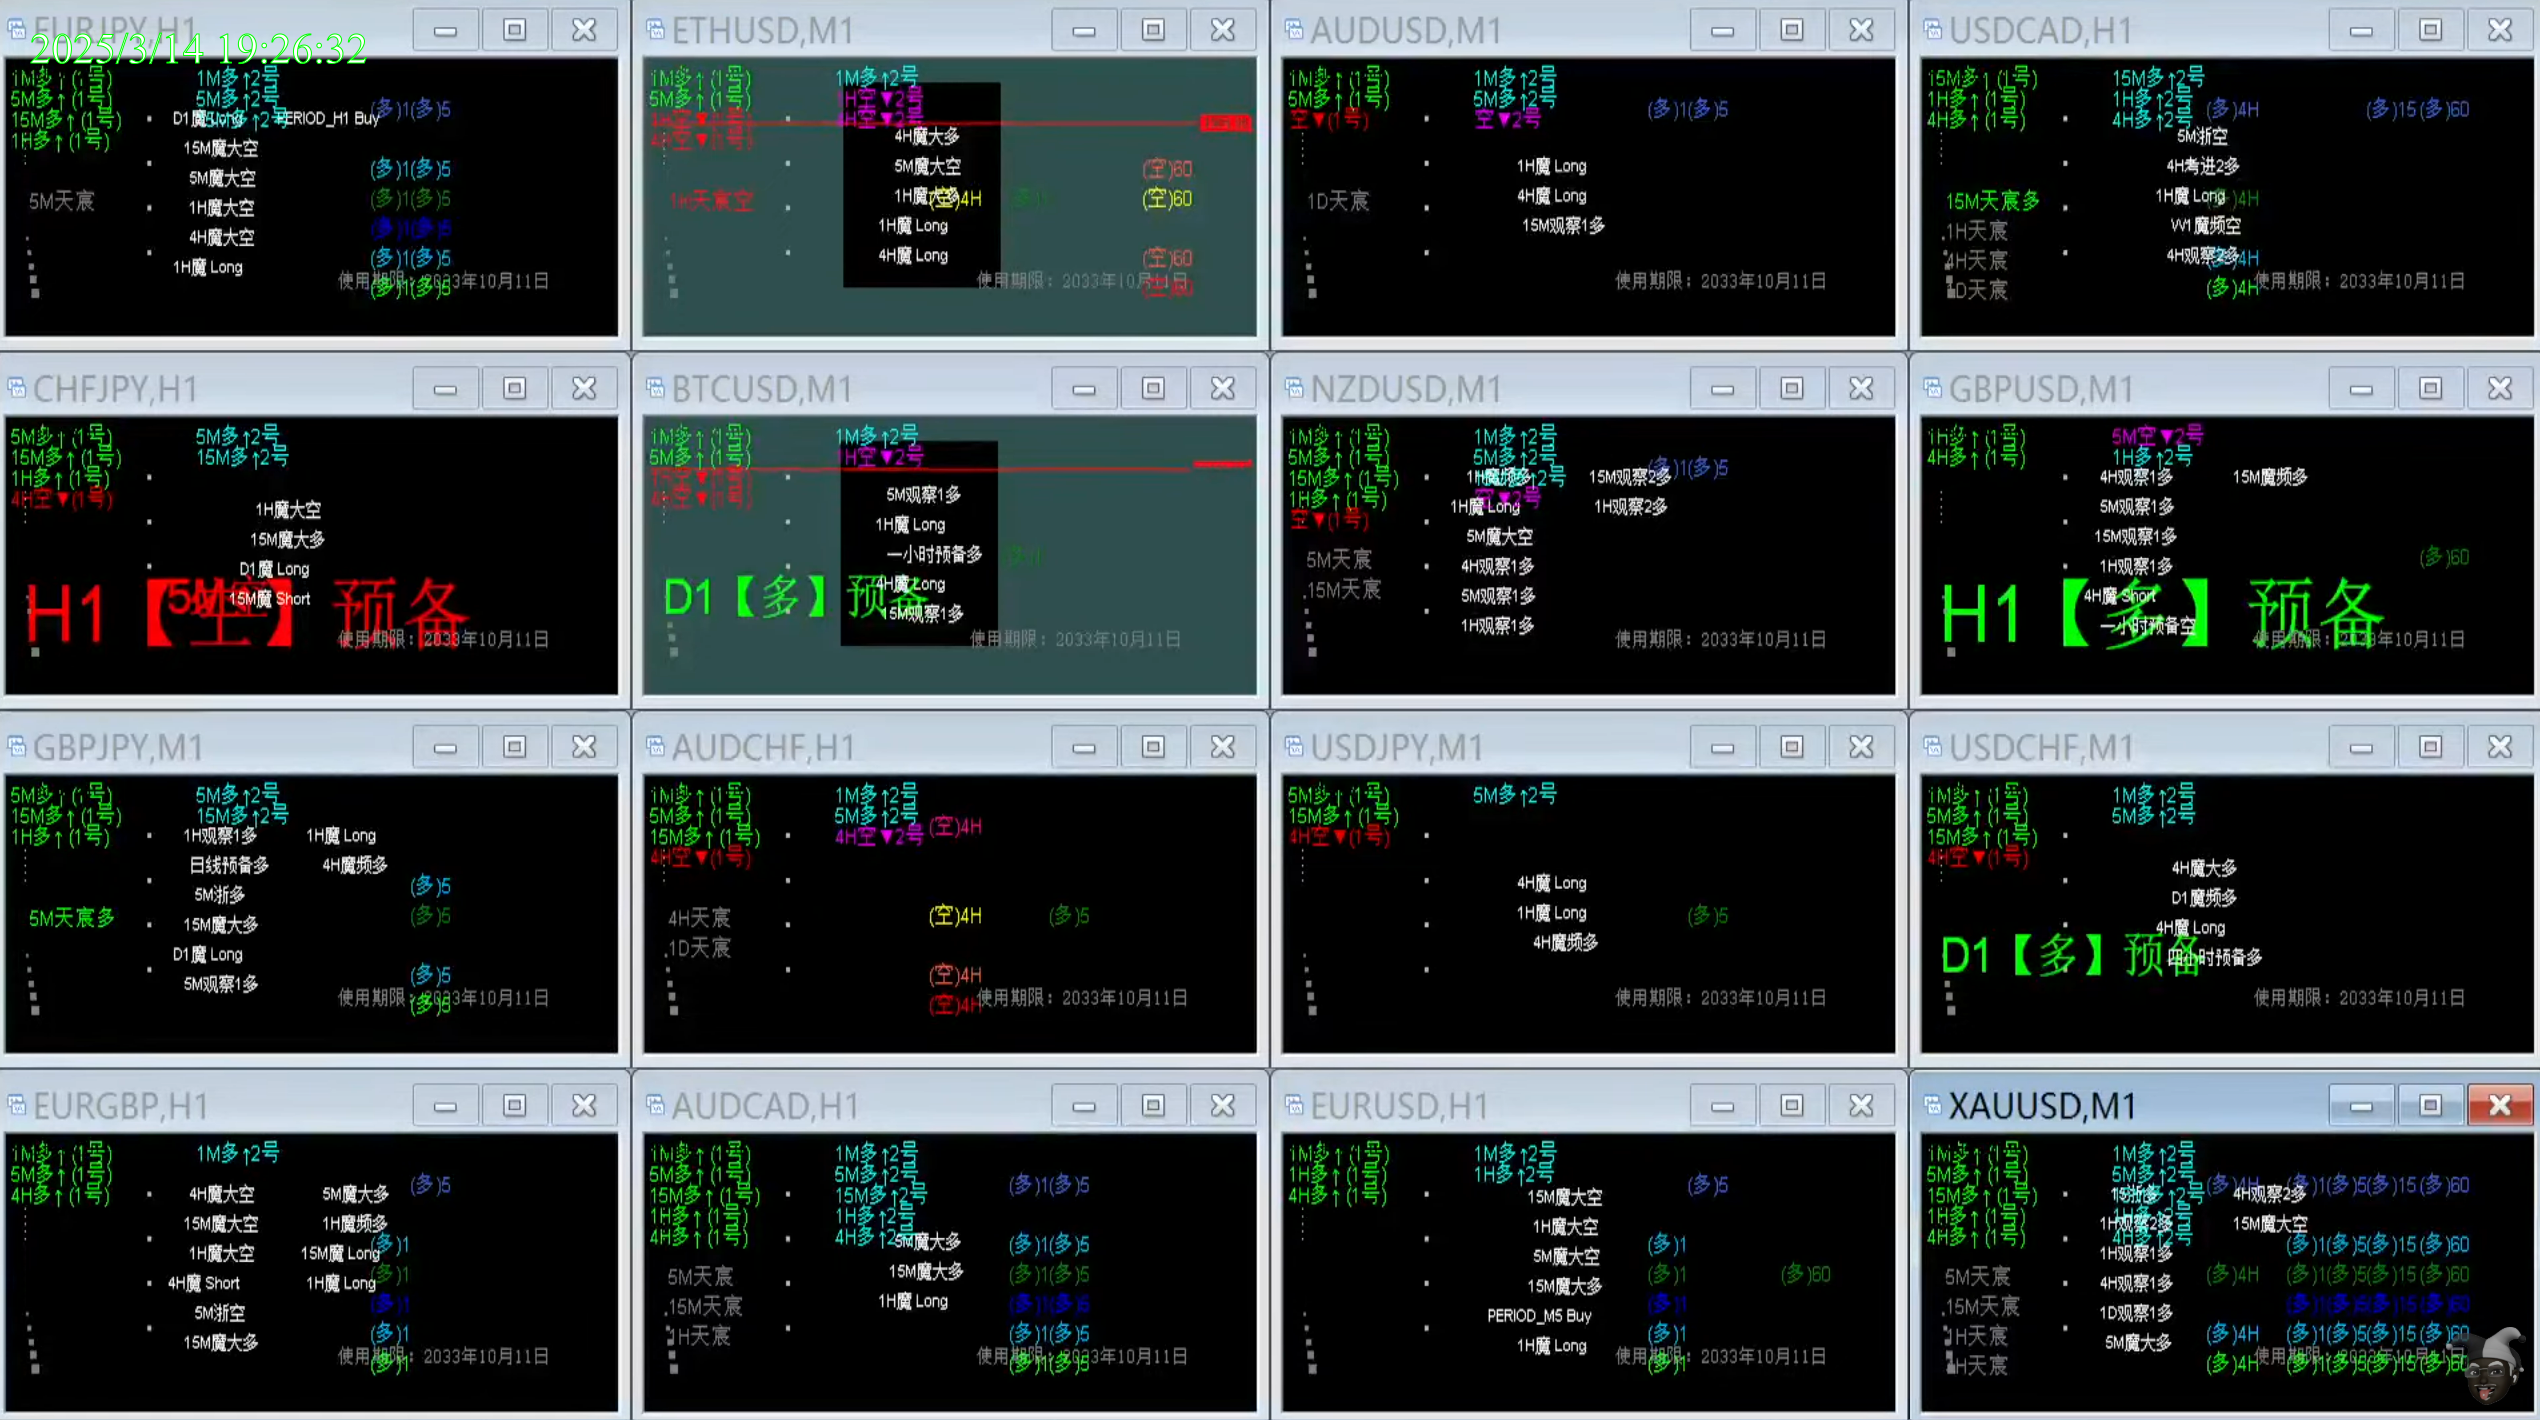 2025/3/14 19:26:32
EURJPY,H1
1M多↑(1号)
1M多↑2号
5M多↑(1号)
5M多↑2号
(多)1(多)5
15M多↑(1号)
D1魔 Long
PERIOD_H1 Buy
1H多↑(1号)
15M魔大空
(多)1(多)5
5M魔大空
5M天宸
(多)1(多)5
1H魔大空
(多)1(多)5
4H魔大空
(多)1(多)5
1H魔 Long
使用期限：2033年10月11日
(多)1(多)5
ETHUSD,M1
1M多↑(1号)
1M多↑2号
5M多↑(1号)
1H空▼2号
4H空▼2号
4H空▼(1号)
4H魔大多
5M魔大空
(空)60
1H天宸空
1H魔大多
(空)4H
(空)60
1H魔 Long
4H魔 Long
(空)60
使用期限：2033年10月11日
AUDUSD,M1
1M多↑(1号)
1M多↑2号
5M多↑(1号)
5M多↑2号
(多)1(多)5
空▼(1号)
空▼2号
1H魔 Long
1D天宸
4H魔 Long
15M观察1多
使用期限：2033年10月11日
USDCAD,H1
15M多↑(1号)
15M多↑2号
1H多↑(1号)
1H多↑2号
(多)4H
(多)15(多)60
4H多↑(1号)
4H多↑2号
5M浙空
4H考进2多
15M天宸多
1H魔 Long
(多)4H
1H天宸
W1魔频空
4H天宸
4H观察2多
(多)4H
D天宸
(多)4H
使用期限：2033年10月11日
CHFJPY,H1
5M多↑(1号)
5M多↑2号
15M多↑(1号)
15M多↑2号
1H多↑(1号)
4H空▼(1号)
1H魔大空
15M魔大多
D1魔 Long
15M魔 Short
H1【空】预备
使用期限：2033年10月11日
BTCUSD,M1
1M多↑(1号)
1M多↑2号
5M多↑(1号)
1H空▼2号
4H空▼(1号)
5M观察1多
1H魔 Long
一小时预备多
4H魔 Long
D1【多】预备
15M观察1多
使用期限：2033年10月11日
NZDUSD,M1
1M多↑(1号)
1M多↑2号
5M多↑(1号)
5M多↑2号
(多)1(多)5
15M多↑(1号)
1H魔频多
15M观察2多
1H多↑(1号)
空▼2号
1H魔 Long
1H观察2多
空▼(1号)
5M魔大空
5M天宸
4H观察1多
15M天宸
5M观察1多
1H观察1多
使用期限：2033年10月11日
GBPUSD,M1
1H多↑(1号)
5M空▼2号
4H多↑(1号)
1H多↑2号
4H观察1多
15M魔频多
5M观察1多
15M观察1多
(多)60
1H观察1多
4H魔 Short
H1【多】预备
一小时预备空
使用期限：2033年10月11日
GBPJPY,M1
5M多↑(1号)
5M多↑2号
15M多↑(1号)
15M多↑2号
1H多↑(1号)
1H观察1多
1H魔 Long
日线预备多
4H魔频多
5M浙多
(多)5
5M天宸多
15M魔大多
(多)5
D1魔 Long
5M观察1多
(多)5
使用期限：2033年10月11日
(多)5
AUDCHF,H1
1M多↑(1号)
1M多↑2号
5M多↑(1号)
5M多↑2号
15M多↑(1号)
4H空▼2号
(空)4H
4H空▼(1号)
4H天宸
(空)4H
(多)5
1D天宸
(空)4H
(空)4H
使用期限：2033年10月11日
USDJPY,M1
5M多↑(1号)
5M多↑2号
15M多↑(1号)
4H空▼(1号)
4H魔 Long
1H魔 Long
(多)5
4H魔频多
使用期限：2033年10月11日
USDCHF,M1
1M多↑(1号)
1M多↑2号
5M多↑(1号)
5M多↑2号
15M多↑(1号)
4H空▼(1号)
4H魔大多
D1魔频多
4H魔 Long
D1【多】预备
四小时预备多
使用期限：2033年10月11日
EURGBP,H1
1M多↑(1号)
1M多↑2号
5M多↑(1号)
4H多↑(1号)
4H魔大空
5M魔大多
(多)5
15M魔大空
1H魔频多
1H魔大空
15M魔 Long
(多)1
4H魔 Short
1H魔 Long
(多)1
5M浙空
(多)1
15M魔大多
(多)1
使用期限：2033年10月11日
(多)1
AUDCAD,H1
1M多↑(1号)
1M多↑2号
5M多↑(1号)
5M多↑2号
(多)1(多)5
15M多↑(1号)
15M多↑2号
1H多↑(1号)
1H多↑2号
4H多↑(1号)
4H多↑2号
5M魔大多
(多)1(多)5
5M天宸
15M魔大多
(多)1(多)5
15M天宸
1H魔 Long
(多)1(多)5
1H天宸
(多)1(多)5
使用期限：2033年10月11日
(多)1(多)5
EURUSD,H1
1M多↑(1号)
1M多↑2号
1H多↑(1号)
1H多↑2号
(多)5
4H多↑(1号)
15M魔大空
1H魔大空
(多)1
5M魔大空
15M魔大多
(多)1
(多)60
PERIOD_M5 Buy
(多)1
1H魔 Long
(多)1
使用期限：2033年10月11日
(多)1
XAUUSD,M1
1M多↑(1号)
1M多↑2号
5M多↑(1号)
5M多↑2号
15M多↑(1号)
(多)4H
4H观察2多
(多)1(多)5(多)15(多)60
1H多↑(1号)
1H观察2多
15M魔大空
4H多↑(1号)
4H多↑2号
1H观察1多
(多)1(多)5(多)15(多)60
5M天宸
4H观察1多
(多)4H
(多)1(多)5(多)15(多)60
15M天宸
1D观察1多
(多)1(多)5(多)15(多)60
1H天宸
5M魔大多
(多)4H
(多)1(多)5(多)15(多)60
H天宸
(多)4H
(多)1(多)5(多)15(多)60